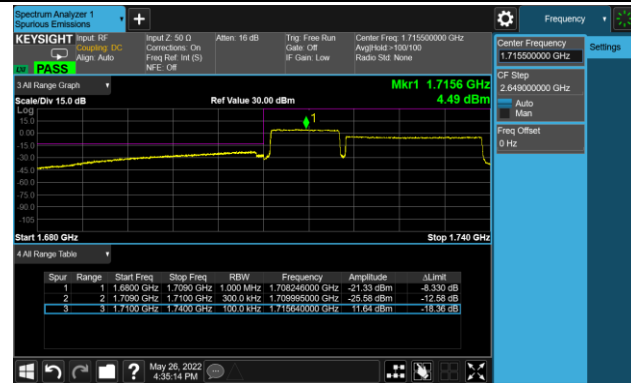 Spectrum Analyzer 1
Spurious Emissions
Frequency
KEYSIGHT
Input: RF
Coupling: DC
Align: Auto
Input Z: 50 Ω
Corrections: On
Freq Ref: Int (S)
NFE: Off
Atten: 16 dB
Trig: Free Run
Gate: Off
IF Gain: Low
Center Freq: 1.715500000 GHz
Avg|Hold:>100/100
Radio Std: None
PASS
Center Frequency
1.715500000 GHz
Settings
CF Step
2.649000000 GHz
Auto
Man
Freq Offset
0 Hz
3 All Range Graph
Mkr1 1.7156 GHz
Scale/Div 15.0 dB
Ref Value 30.00 dBm
4.49 dBm
Log
15.0
0.00
-15.0
-30.0
-45.0
-60.0
-75.0
-90.0
-105
1
Start 1.680 GHz
Stop 1.740 GHz
4 All Range Table
Spur Range Start Freq Stop Freq RBW Frequency Amplitude ΔLimit
1 1 1.6800 GHz 1.7090 GHz 1.000 MHz 1.708246000 GHz -21.33 dBm -8.330 dB
2 2 1.7090 GHz 1.7100 GHz 300.0 kHz 1.709995000 GHz -25.58 dBm -12.58 dB
3 3 1.7100 GHz 1.7400 GHz 100.0 kHz 1.715640000 GHz 11.64 dBm -18.36 dB
?
May 26, 2022
4:35:14 PM